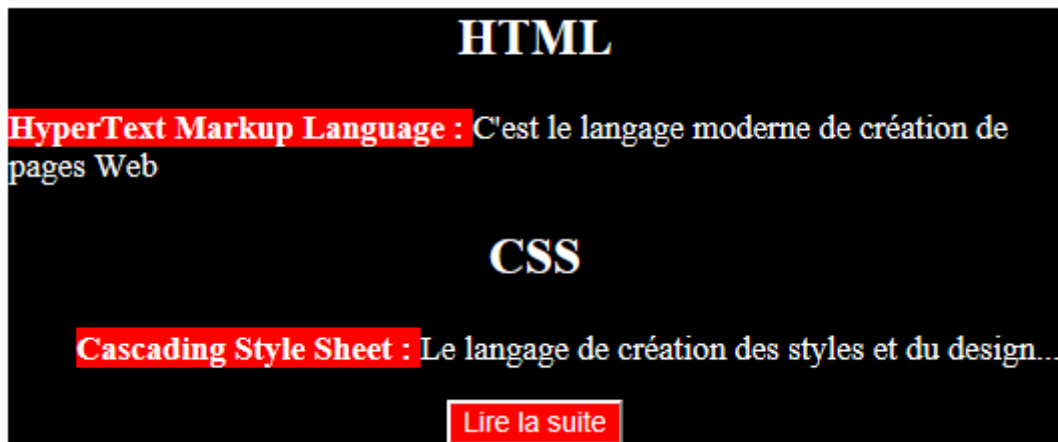 HTML
HyperText Markup Language : C'est le langage moderne de création de
pages Web
CSS
Cascading Style Sheet : Le langage de création des styles et du design...
Lire la suite